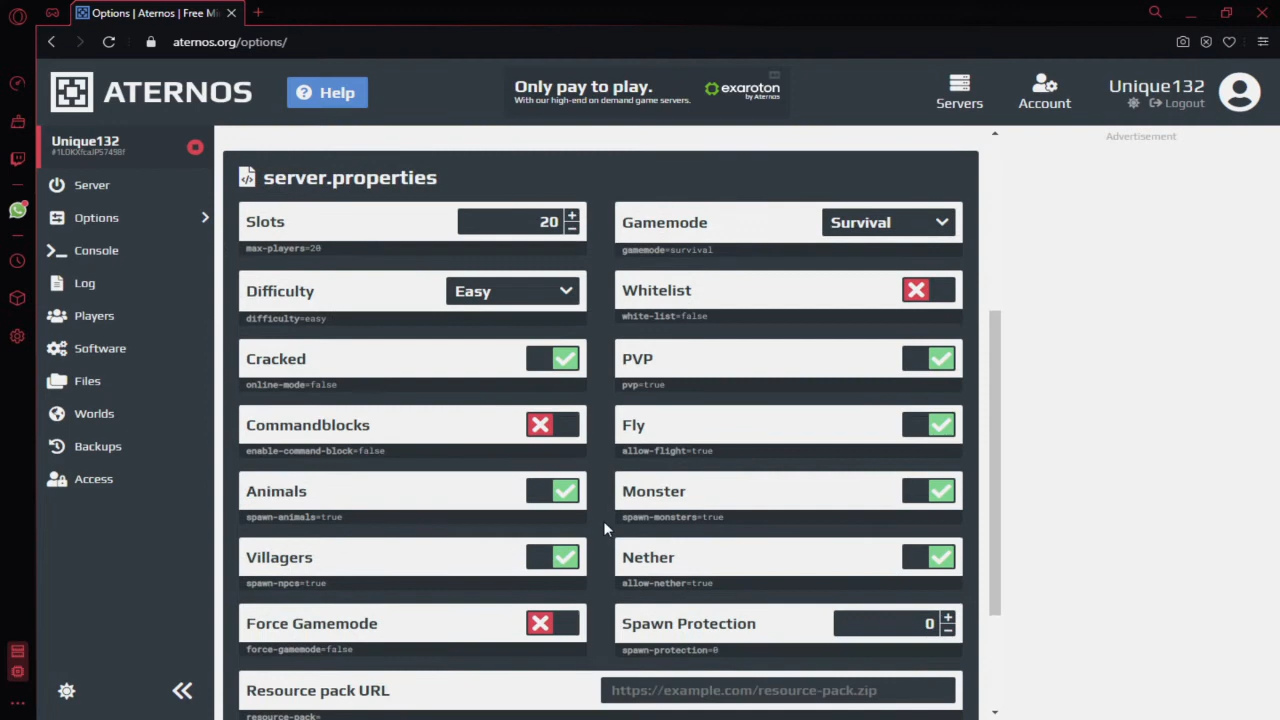 Options | Aternos | Free Mi
aternos.org/options/
ATERNOS
Help
Only pay to play.
With our high-end on demand game servers.
exaroton
by Aternos
Servers
Account
Unique132
Logout
Unique132
Advertisement
Server
Options
Console
Log
Players
Software
Files
Worlds
Backups
Access
server.properties
Slots
20
max-players=20
Gamemode
Survival
gamemode=survival
Difficulty
Easy
difficulty=easy
Whitelist
white-list=false
Cracked
online-mode=false
PVP
pvp=true
Commandblocks
enable-command-block=false
Fly
allow-flight=true
Animals
spawn-animals=true
Monster
spawn-monsters=true
Villagers
spawn-npcs=true
Nether
allow-nether=true
Force Gamemode
force-gamemode=false
Spawn Protection
0
spawn-protection=0
Resource pack URL
https://example.com/resource-pack.zip
resource-pack=